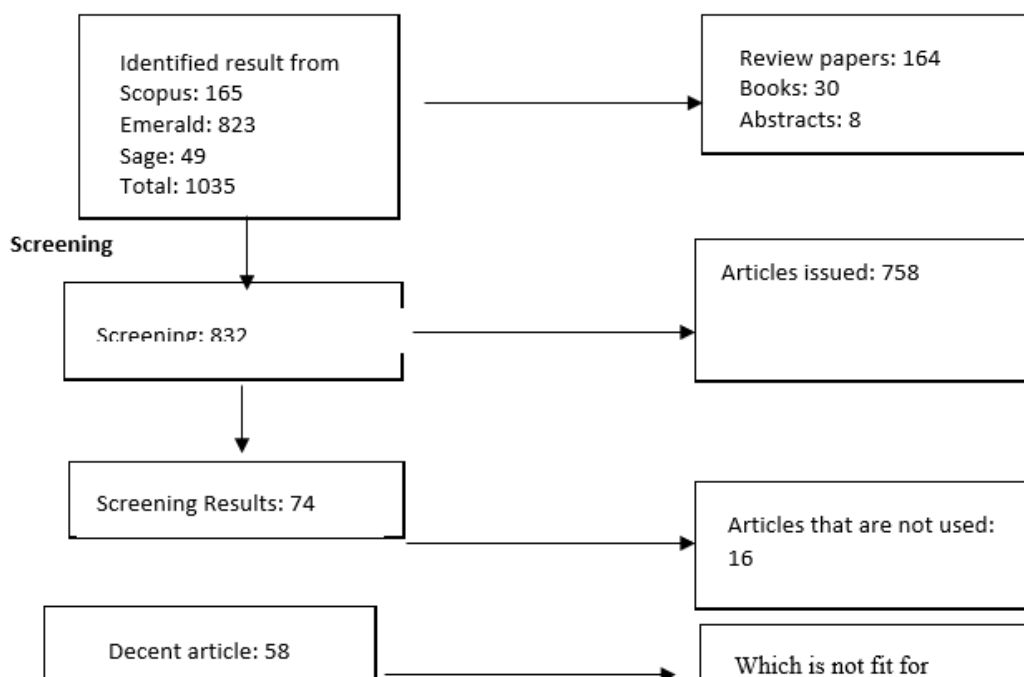 Identified result from
Scopus: 165
Emerald: 823
Sage: 49
Total: 1035
Review papers: 164
Books: 30
Abstracts: 8
Screening
Screening: 832
Articles issued: 758
Screening Results: 74
Articles that are not used:
16
Decent article: 58
Which is not fit for